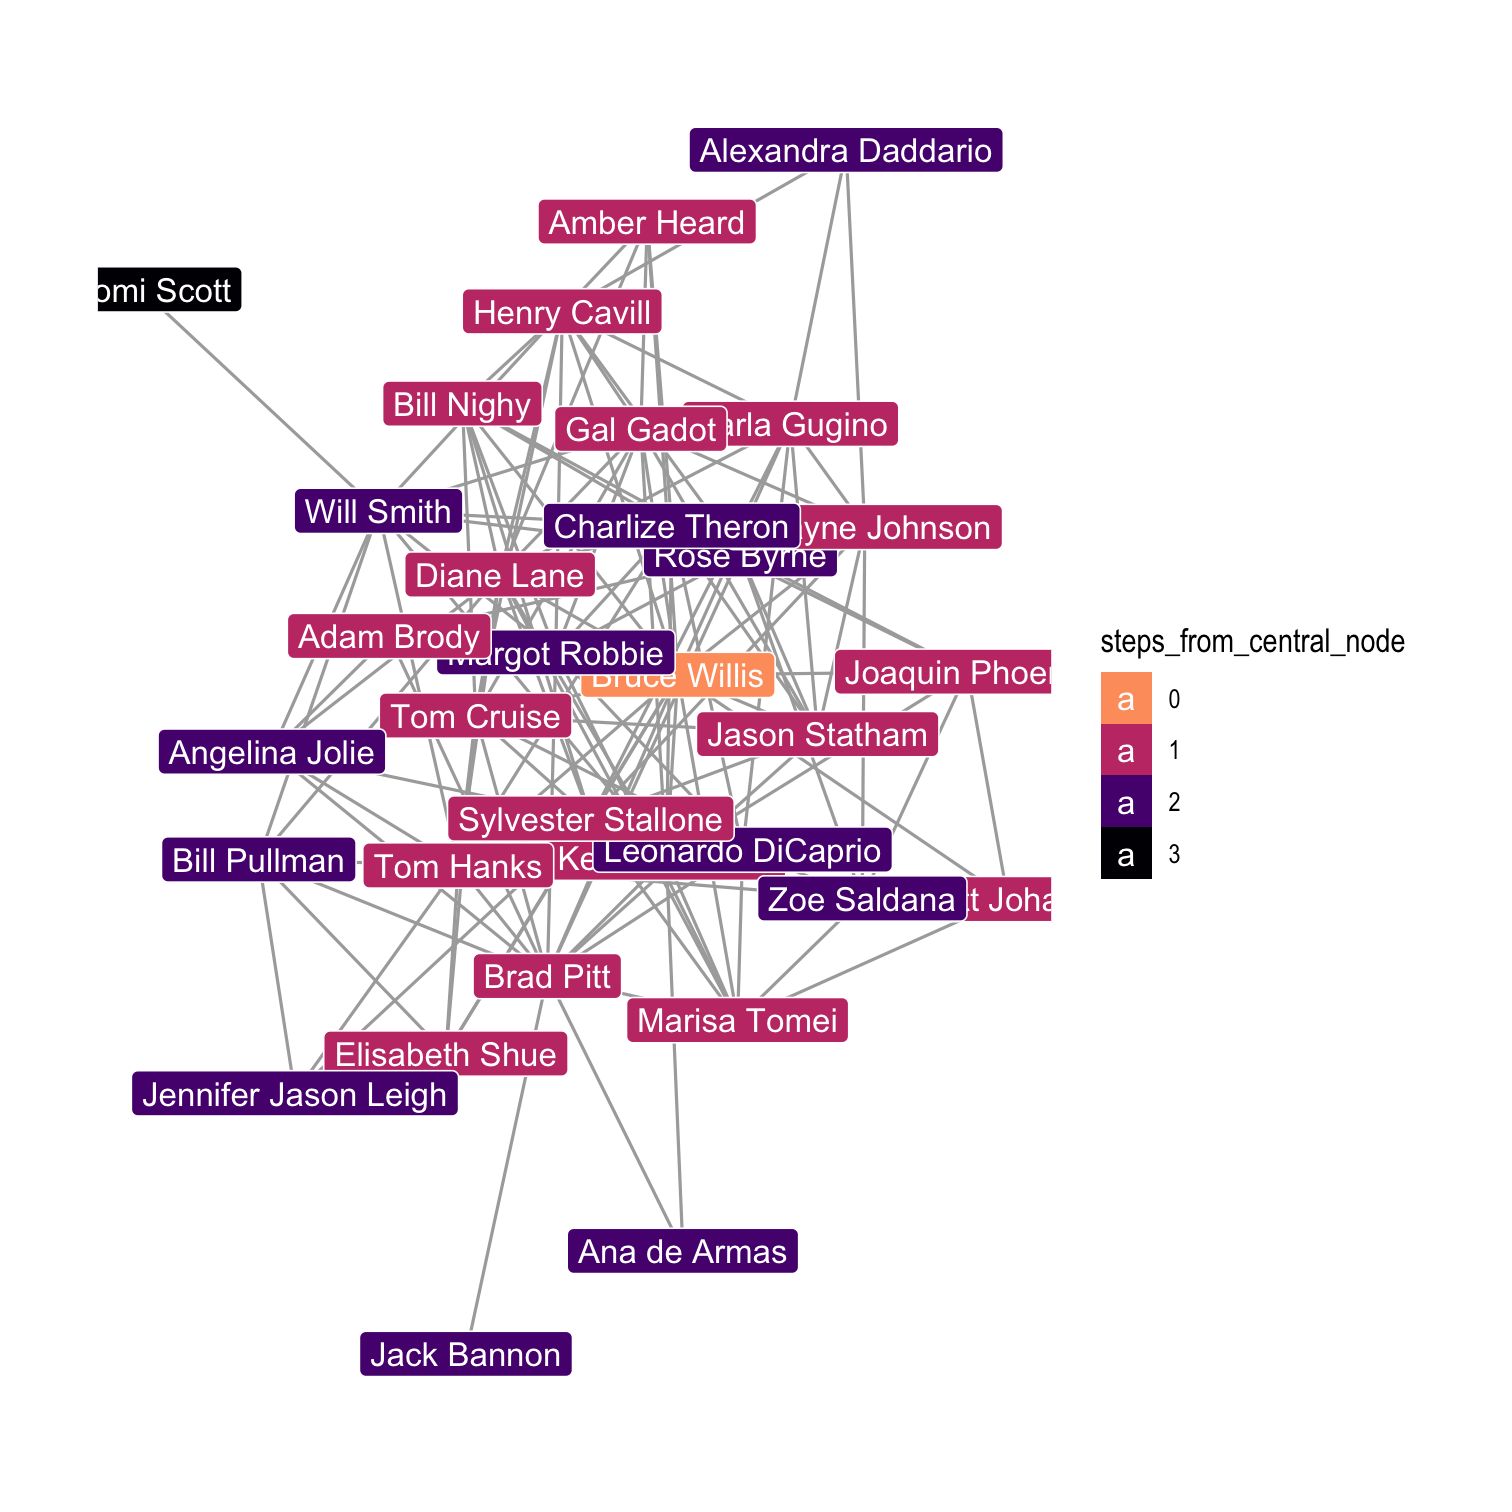 Alexandra Daddario
Amber Heard
omi Scott
Henry Cavill
Bill Nighy
Gal Gadot
arla Gugino
Will Smith
Charlize Theron
yne Johnson
Rose Byrne
Diane Lane
Adam Brody
Margot Robbie
Bruce Willis
Joaquin Phoe
Tom Cruise
Jason Statham
Angelina Jolie
Sylvester Stallone
Bill Pullman
Tom Hanks
Ke
Leonardo DiCaprio
Zoe Saldana
tt Joha
Brad Pitt
Marisa Tomei
Elisabeth Shue
Jennifer Jason Leigh
Ana de Armas
Jack Bannon
steps_from_central_node
a 0
a 1
a 2
a 3